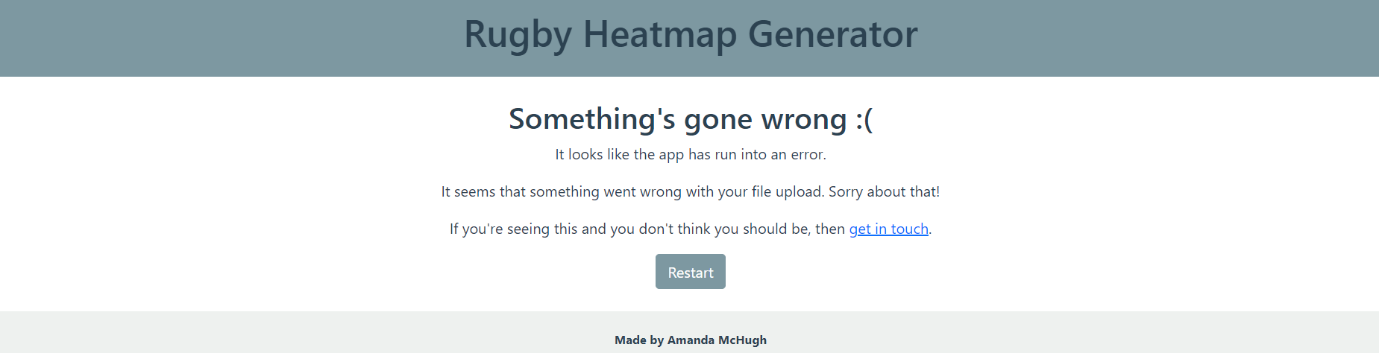 Rugby Heatmap Generator
Something's gone wrong :(
It looks like the app has run into an error.
It seems that something went wrong with your file upload. Sorry about that!
If you're seeing this and you don't think you should be, then get in touch.
Restart
Made by Amanda McHugh